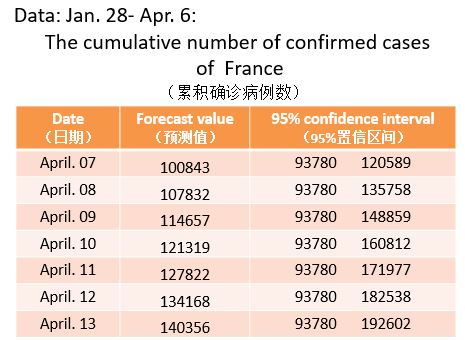 Data: Jan. 28- Apr. 6:
The cumulative number of confirmed cases
of France
（累积确诊病例数）
Date Forecast value 95% confidence interval
（日期） （预测值） （95%置信区间）
April. 07 100843 93780 120589
April. 08 107832 93780 135758
April. 09 114657 93780 148859
April. 10 121319 93780 160812
April. 11 127822 93780 171977
April. 12 134168 93780 182538
April. 13 140356 93780 192602